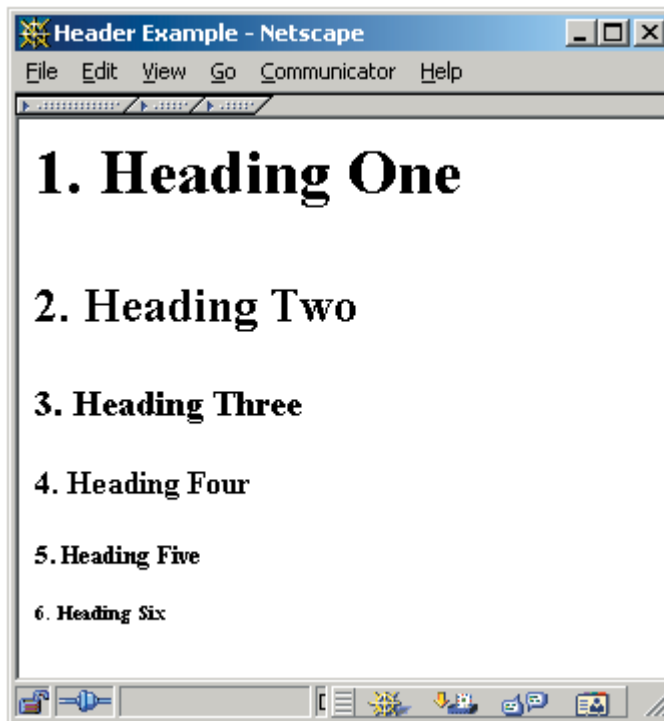 Header Example - Netscape
File Edit View Go Communicator Help
1. Heading One
2. Heading Two
3. Heading Three
4. Heading Four
5. Heading Five
6. Heading Six